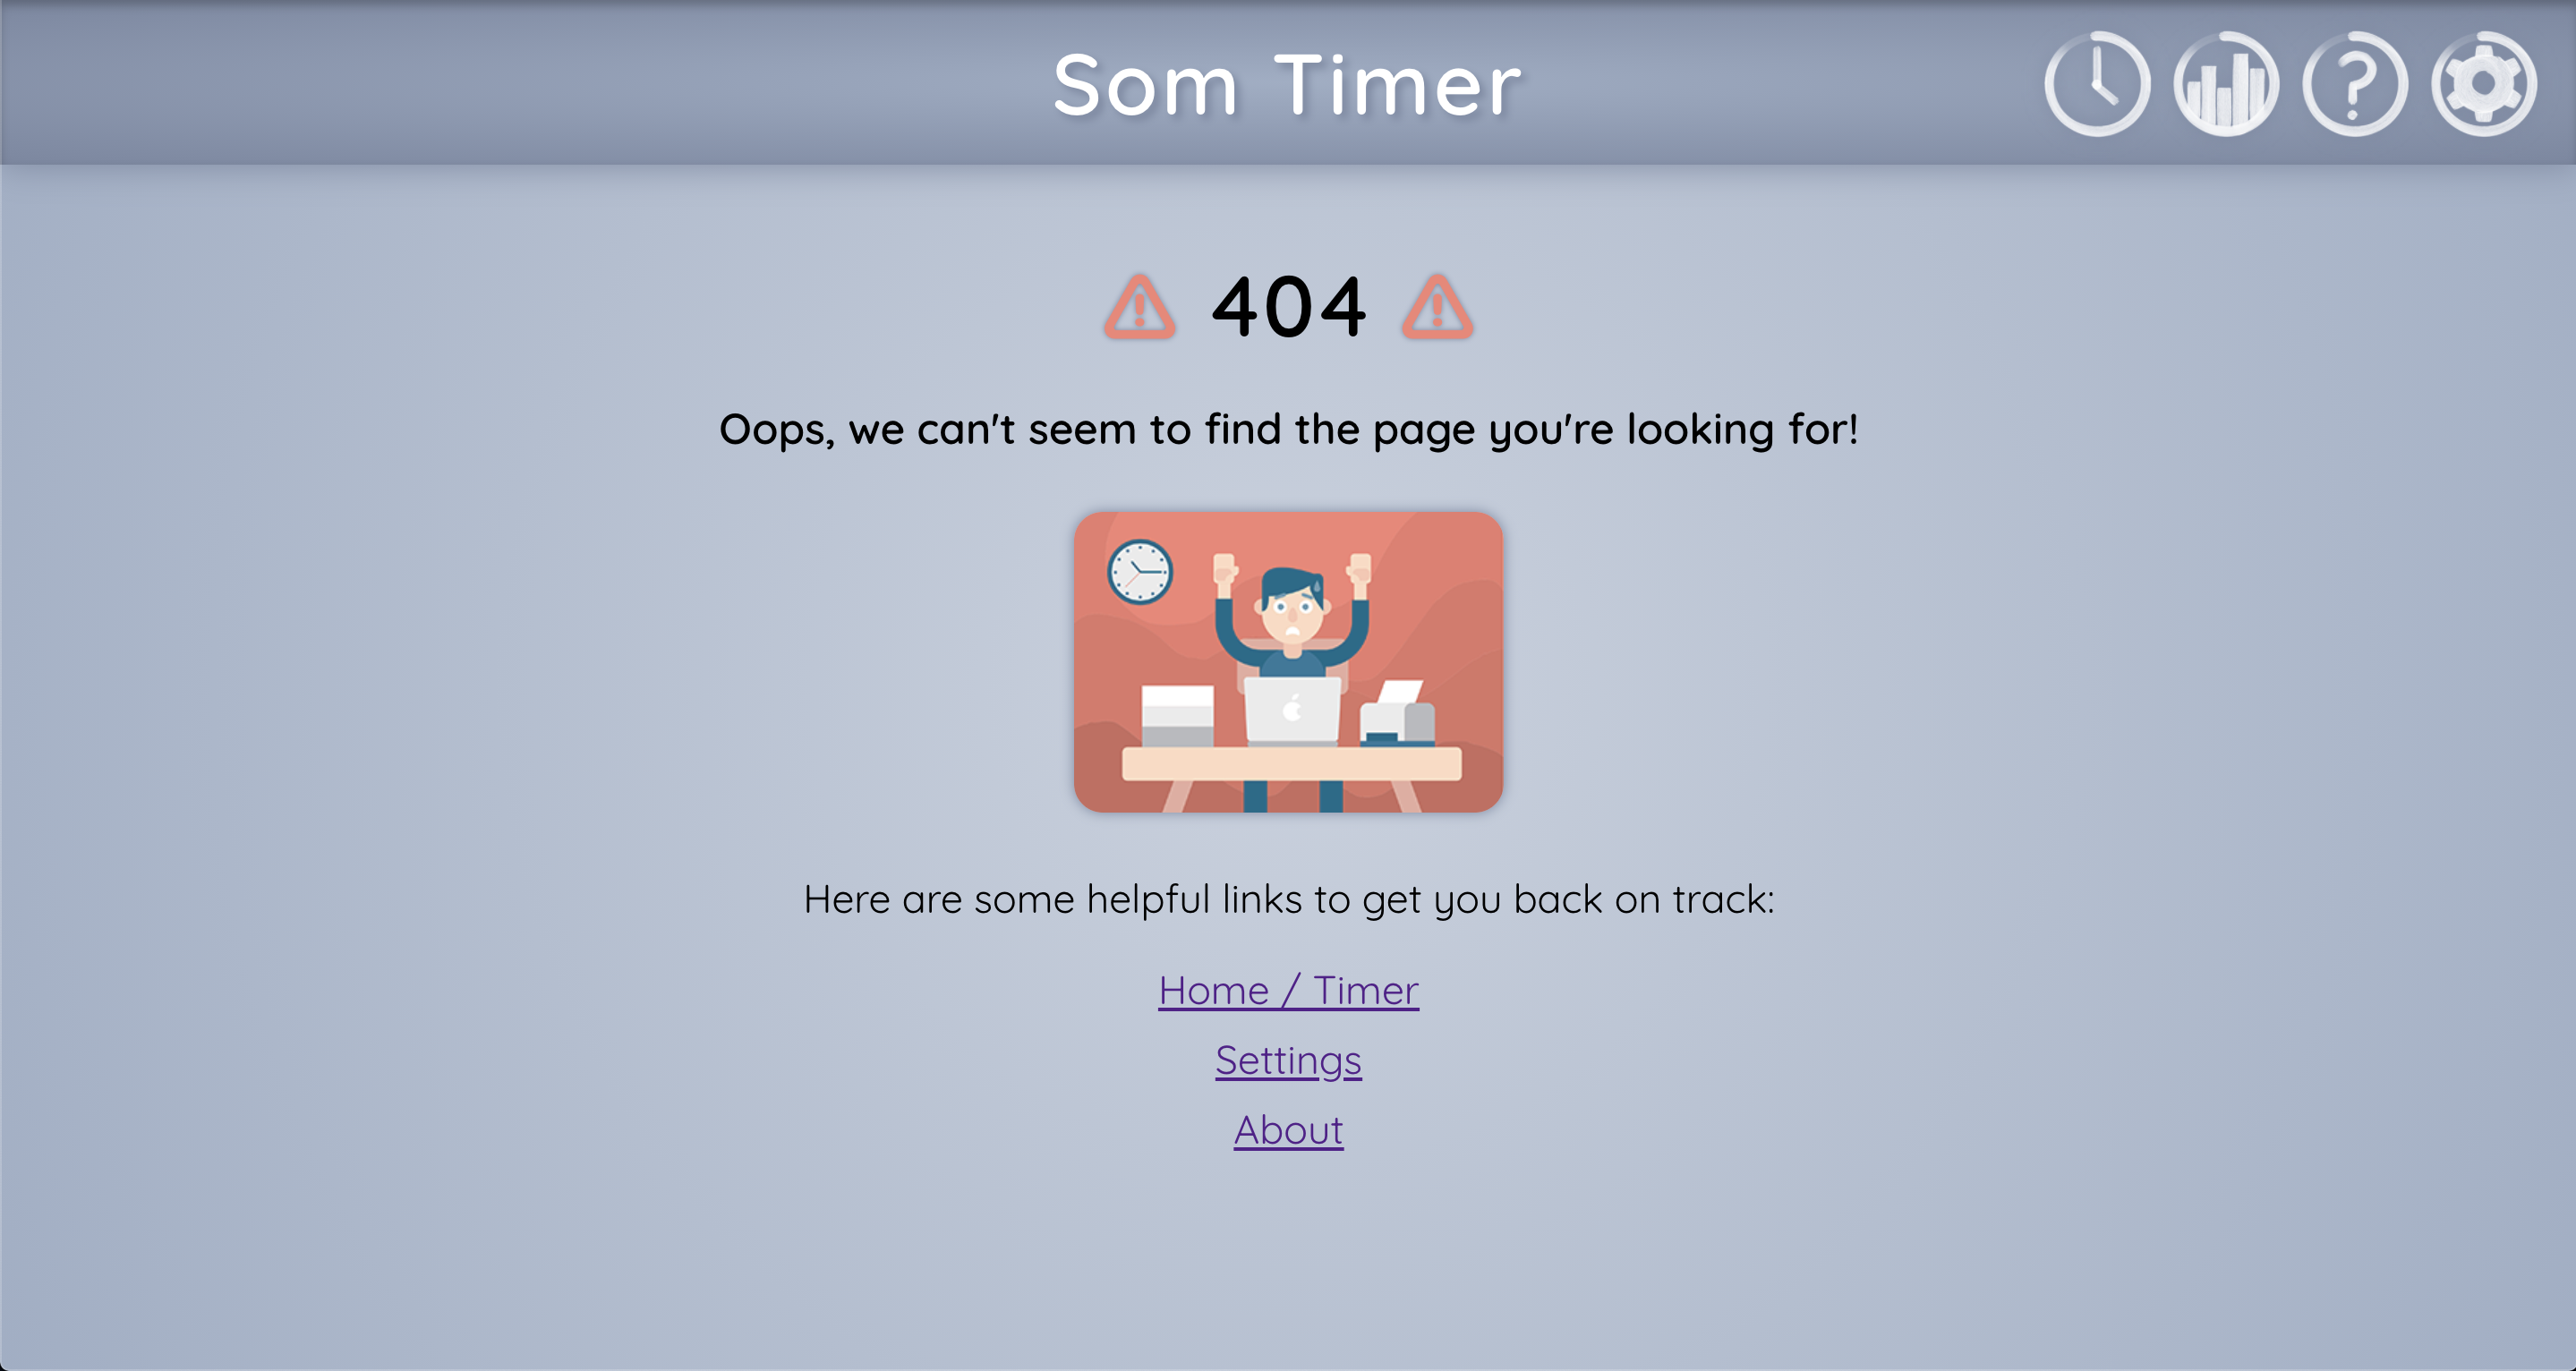 Som Timer
404
Oops, we can't seem to find the page you're looking for!
Here are some helpful links to get you back on track:
Home / Timer
Settings
About